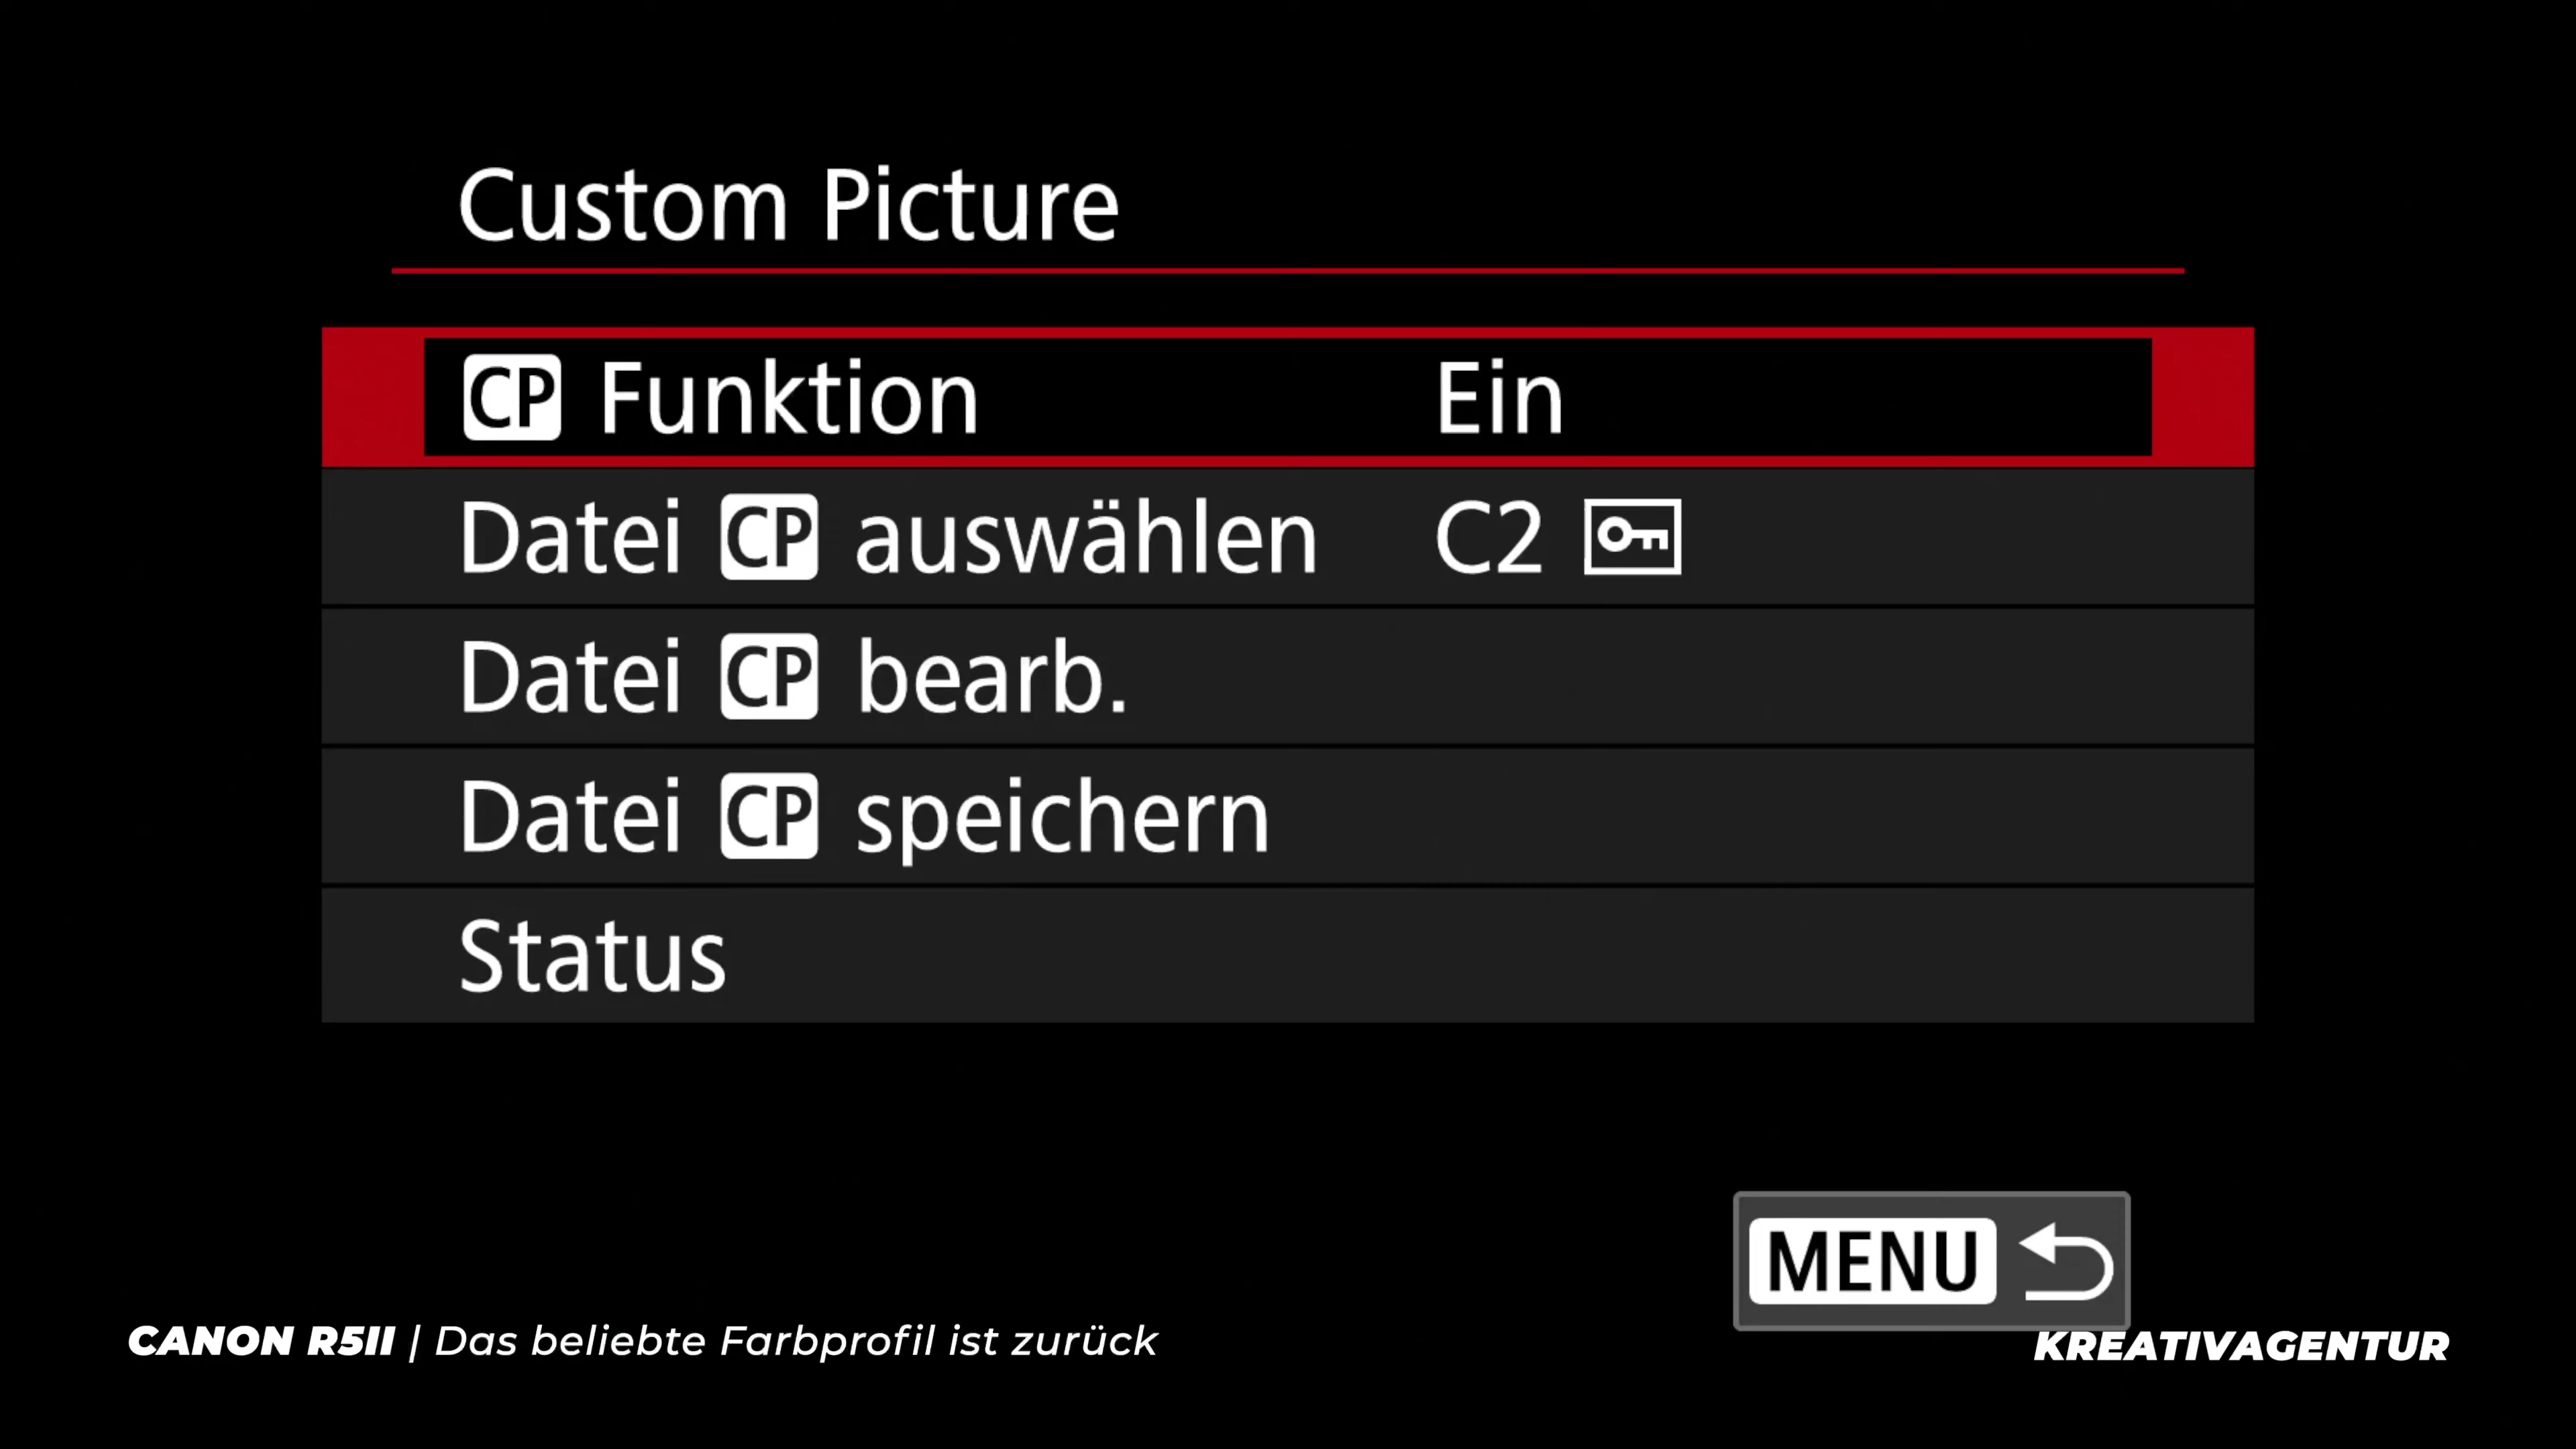 Custom Picture
CP Funktion Ein
Datei CP auswählen C2
Datei CP bearb.
Datei CP speichern
Status
MENU
CANON R5II | Das beliebte Farbprofil ist zurück
KREATIVAGENTUR